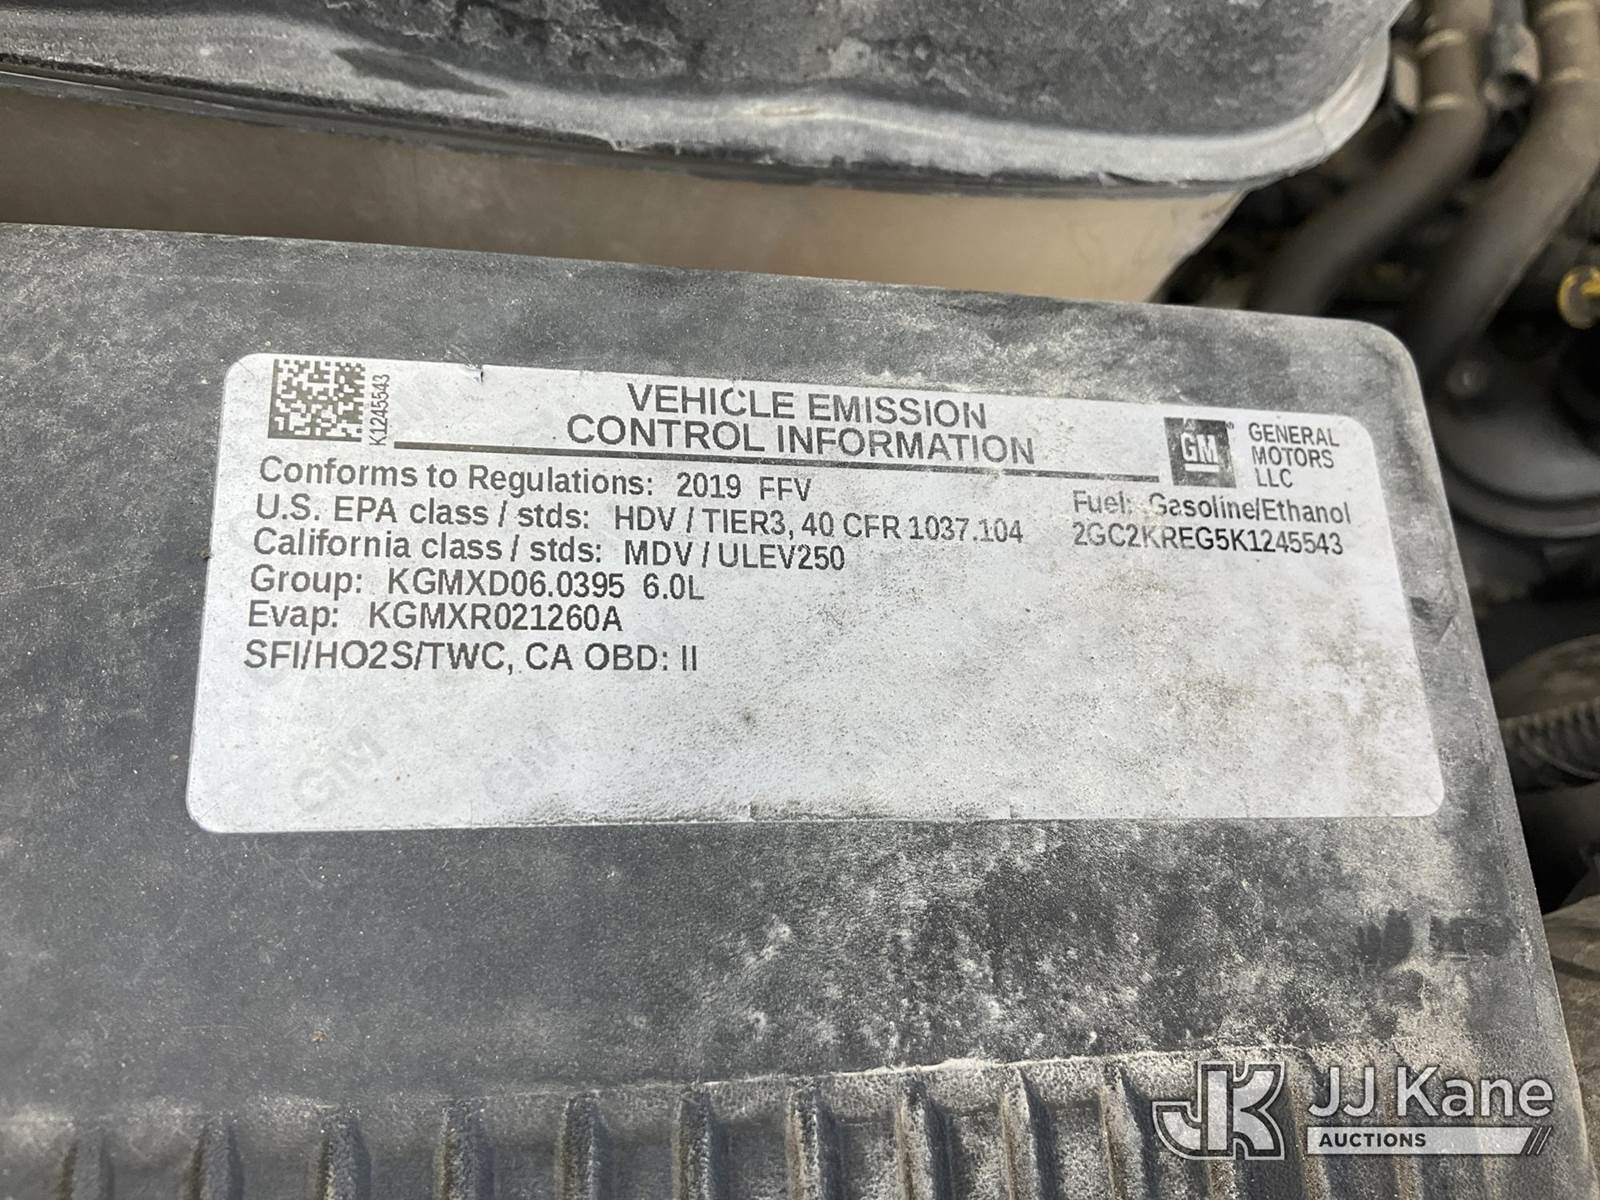 K1245543
VEHICLE EMISSION
CONTROL INFORMATION
GM
GENERAL
MOTORS
LLC
Conforms to Regulations: 2019 FFV
U.S. EPA class / stds: HDV / TIER3, 40 CFR 1037.104
California class / stds: MDV / ULEV250
Group: KGMXD06.0395 6.0L
Evap: KGMXR021260A
SFI/HO2S/TWC, CA OBD: II
Fuel: Gasoline/Ethanol
2GC2KREG5K1245543
GM
GM
JK
JJ Kane
AUCTIONS